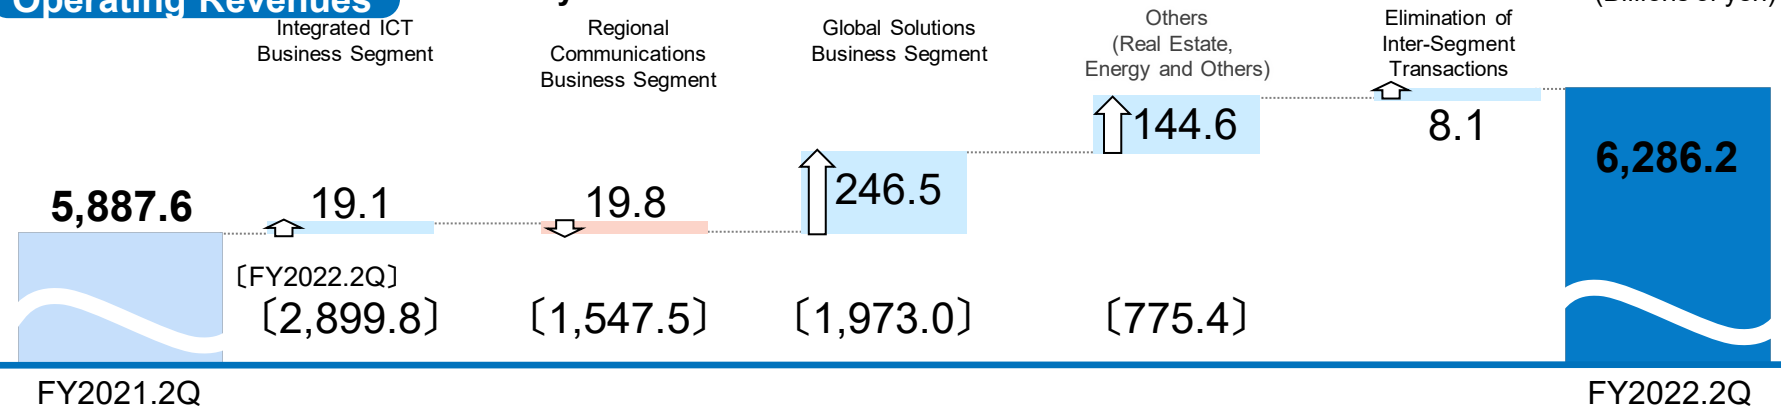 Operating Revenues
Integrated ICT
Business Segment
Regional
Communications
Business Segment
Global Solutions
Business Segment
Others
(Real Estate,
Energy and Others)
Elimination of
Inter-Segment
Transactions
5,887.6
19.1
19.8
246.5
144.6
8.1
6,286.2
〔FY2022.2Q〕
〔2,899.8〕
〔1,547.5〕
〔1,973.0〕
〔775.4〕
FY2021.2Q
FY2022.2Q